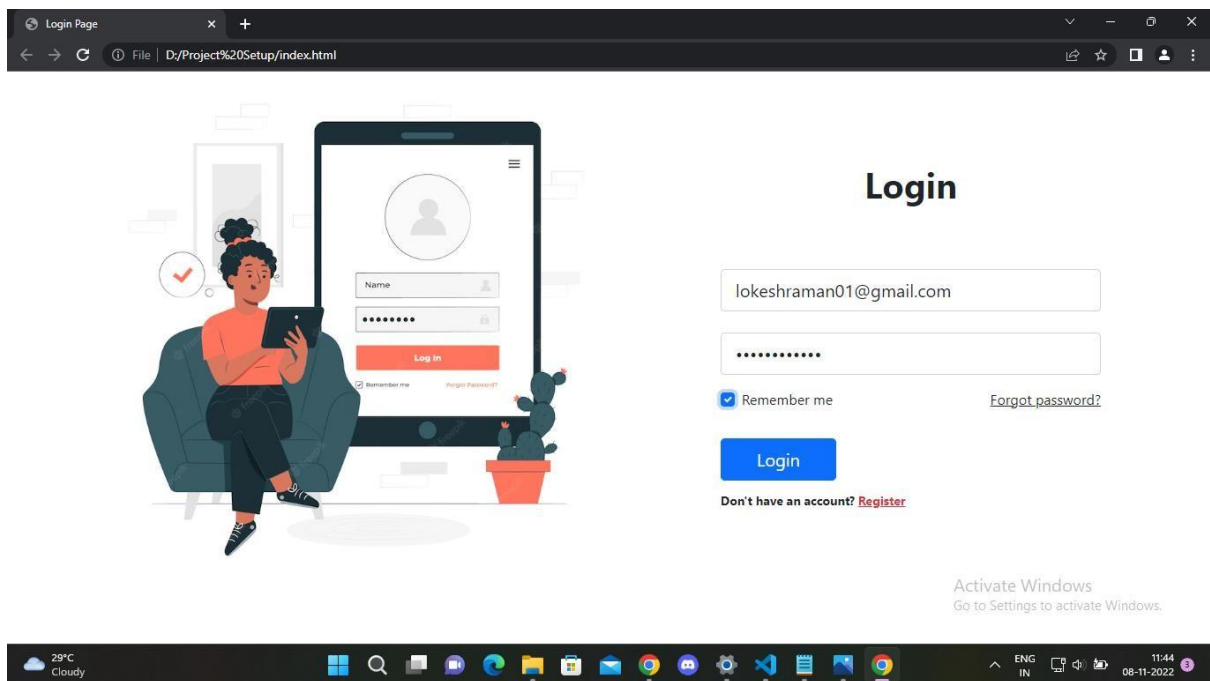 Login Page
File
D:/Project%20Setup/index.html
Name
••••••••
Log In
Remember me
Forgot Password?
Login
lokeshraman01@gmail.com
••••••••••••
Remember me
Forgot password?
Login
Don't have an account? Register
Activate Windows
Go to Settings to activate Windows.
29°C
Cloudy
ENG
IN
11:44
08-11-2022
3